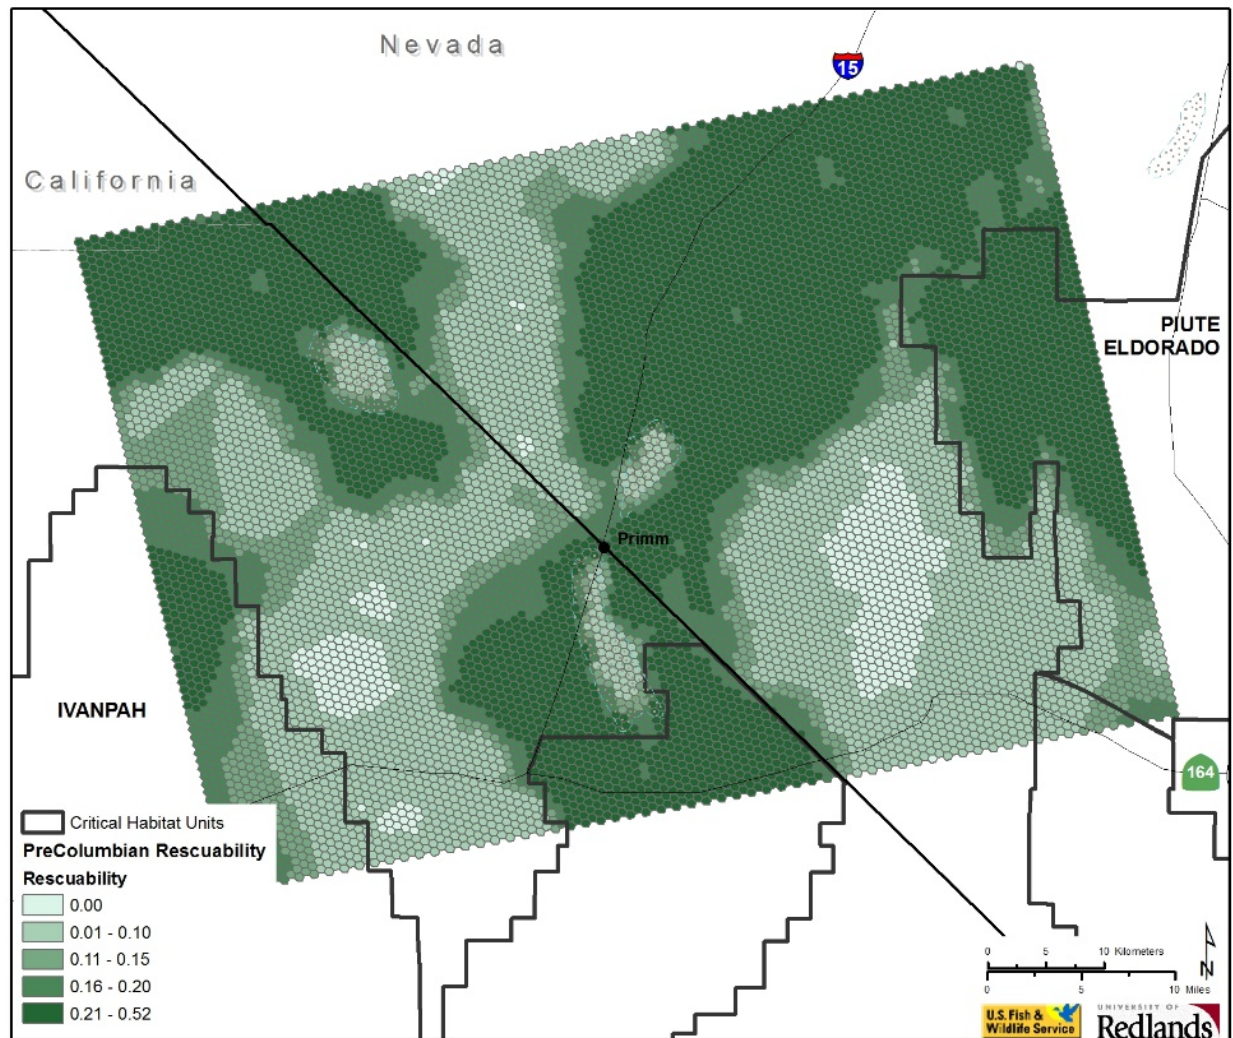 Nevada
15
California
PIUTE
ELDORADO
Primm
IVANPAH
164
Critical Habitat Units
PreColumbian Rescuability
Rescuability
0.00
0.01 - 0.10
0.11 - 0.15
0.16 - 0.20
0.21 - 0.52
0 5 10 Kilometers
0 5 10 Miles
N
U.S. Fish &
Wildlife Service
UNIVERSITY OF
Redlands